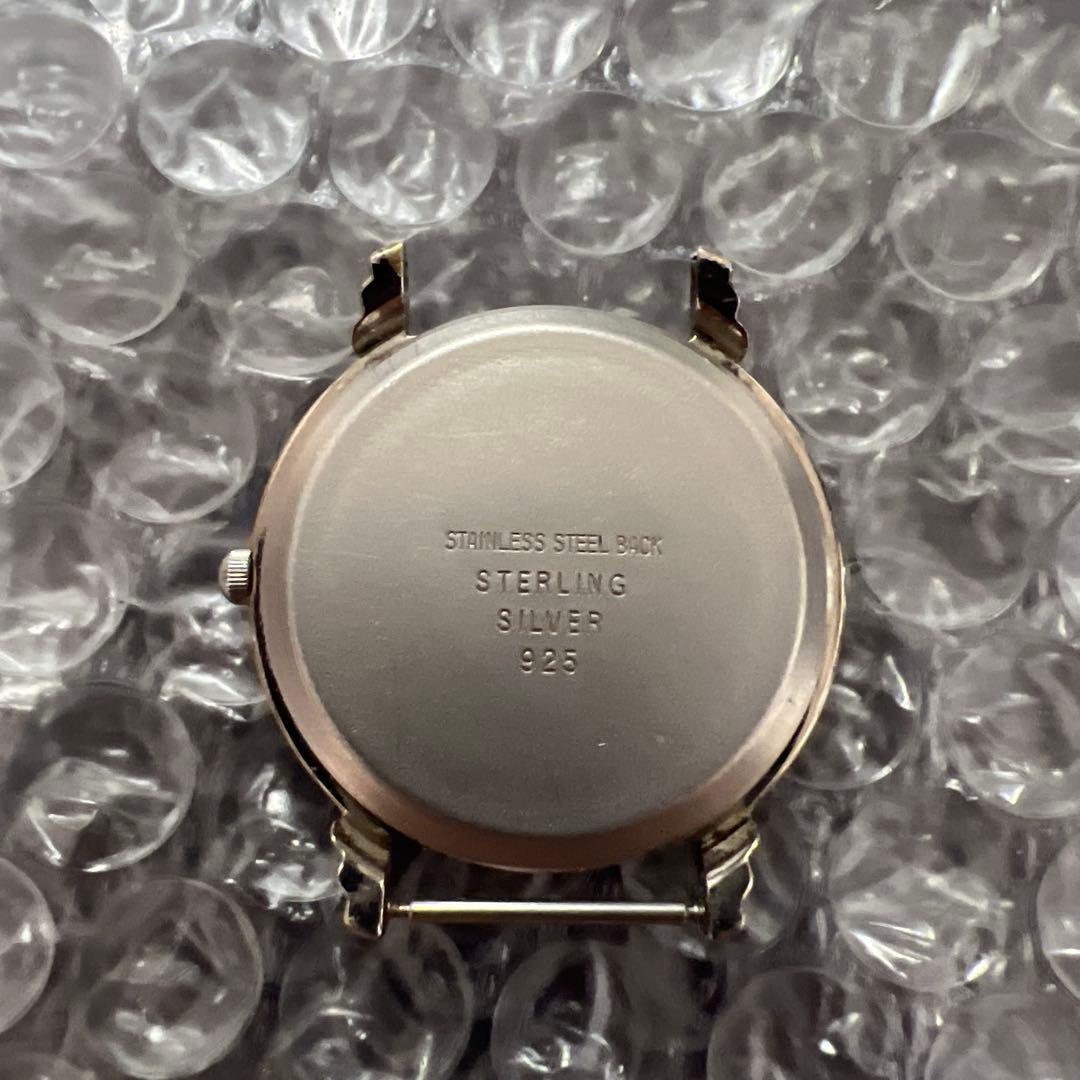 STAINLESS STEEL BACK
STERLING
SILVER
925